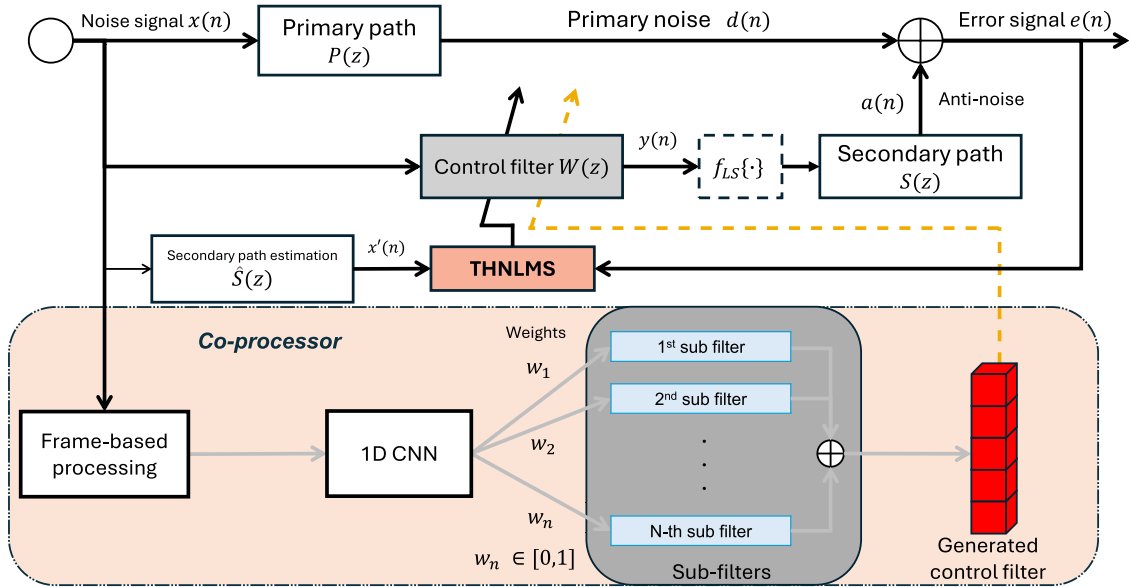 Noise signal x(n)
Primary path
P(z)
Primary noise d(n)
Error signal e(n)
a(n)
Anti-noise
Control filter W(z)
y(n)
f_{LS}{·}
Secondary path
S(z)
Secondary path estimation
Ŝ(z)
x′(n)
THNLMS
Co-processor
Weights
w_1
w_2
w_n
w_n ∈ [0,1]
Frame-based
processing
1D CNN
1st sub filter
2nd sub filter
.
.
.
N-th sub filter
Sub-filters
Generated
control filter